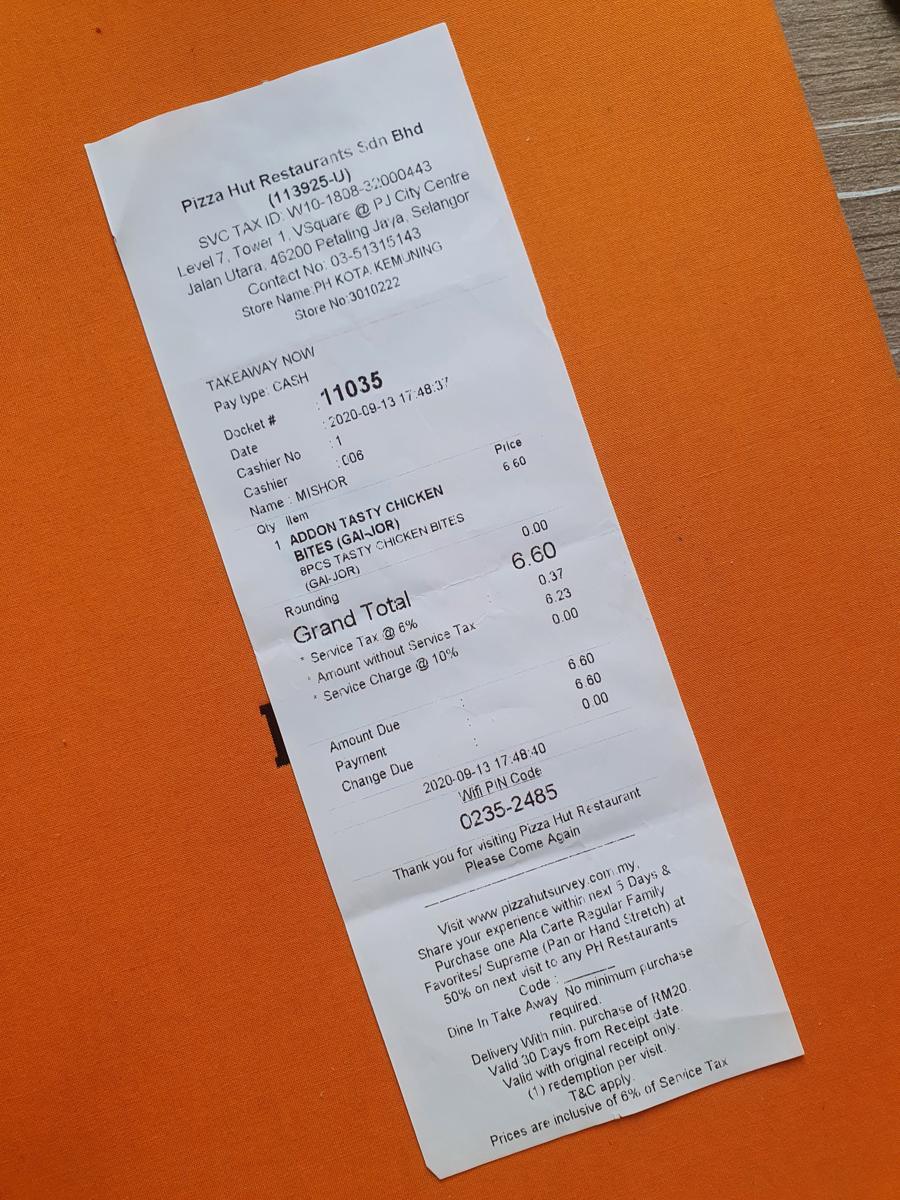 Pizza Hut Restaurants Sdn Bhd
(113925-U)
SVC TAX ID: W10-1808-32000443
Level 7, Tower 1, VSquare @ PJ City Centre
Jalan Utara, 46200 Petaling Jaya, Selangor
Contact No: 03-51315143
Store Name:PH KOTA KEMUNING
Store No:3010222
TAKEAWAY NOW
Pay type: CASH
Docket # : 11035
Date : 2020-09-13 17:48:37
Cashier No : 1
Cashier : 006
Name : MISHOR
Qty Item Price
1 ADDON TASTY CHICKEN 6.60
BITES (GAI-JOR)
8PCS TASTY CHICKEN BITES
(GAI-JOR)
Rounding 0.00
Grand Total 6.60
* Service Tax @ 6% : 0.37
* Amount without Service Tax 6.23
* Service Charge @ 10% 0.00
Amount Due : 6.60
Payment : 6.60
Change Due : 0.00
2020-09-13 17:48:40
Wifi PIN Code
0235-2485
Thank you for visiting Pizza Hut Restaurant
Please Come Again
Visit www.pizzahutsurvey.com.my,
Share your experience within next 5 Days &
Purchase one Ala Carte Regular Family
Favorites/ Supreme (Pan or Hand Stretch) at
50% on next visit to any PH Restaurants
Code : ________
Dine In Take Away No minimum purchase
required.
Delivery With min. purchase of RM20.
Valid 30 Days from Receipt date.
Valid with original receipt only.
(1) redemption per visit.
T&C apply.
Prices are inclusive of 6% of Service Tax